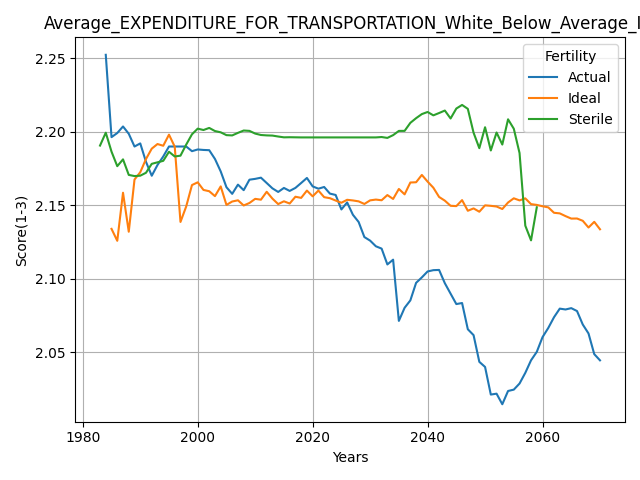 Average_EXPENDITURE_FOR_TRANSPORTATION_White_Below_Average_I
Fertility
Actual
Ideal
Sterile
Score(1-3)
2.25
2.20
2.15
2.10
2.05
1980 2000 2020 2040 2060
Years